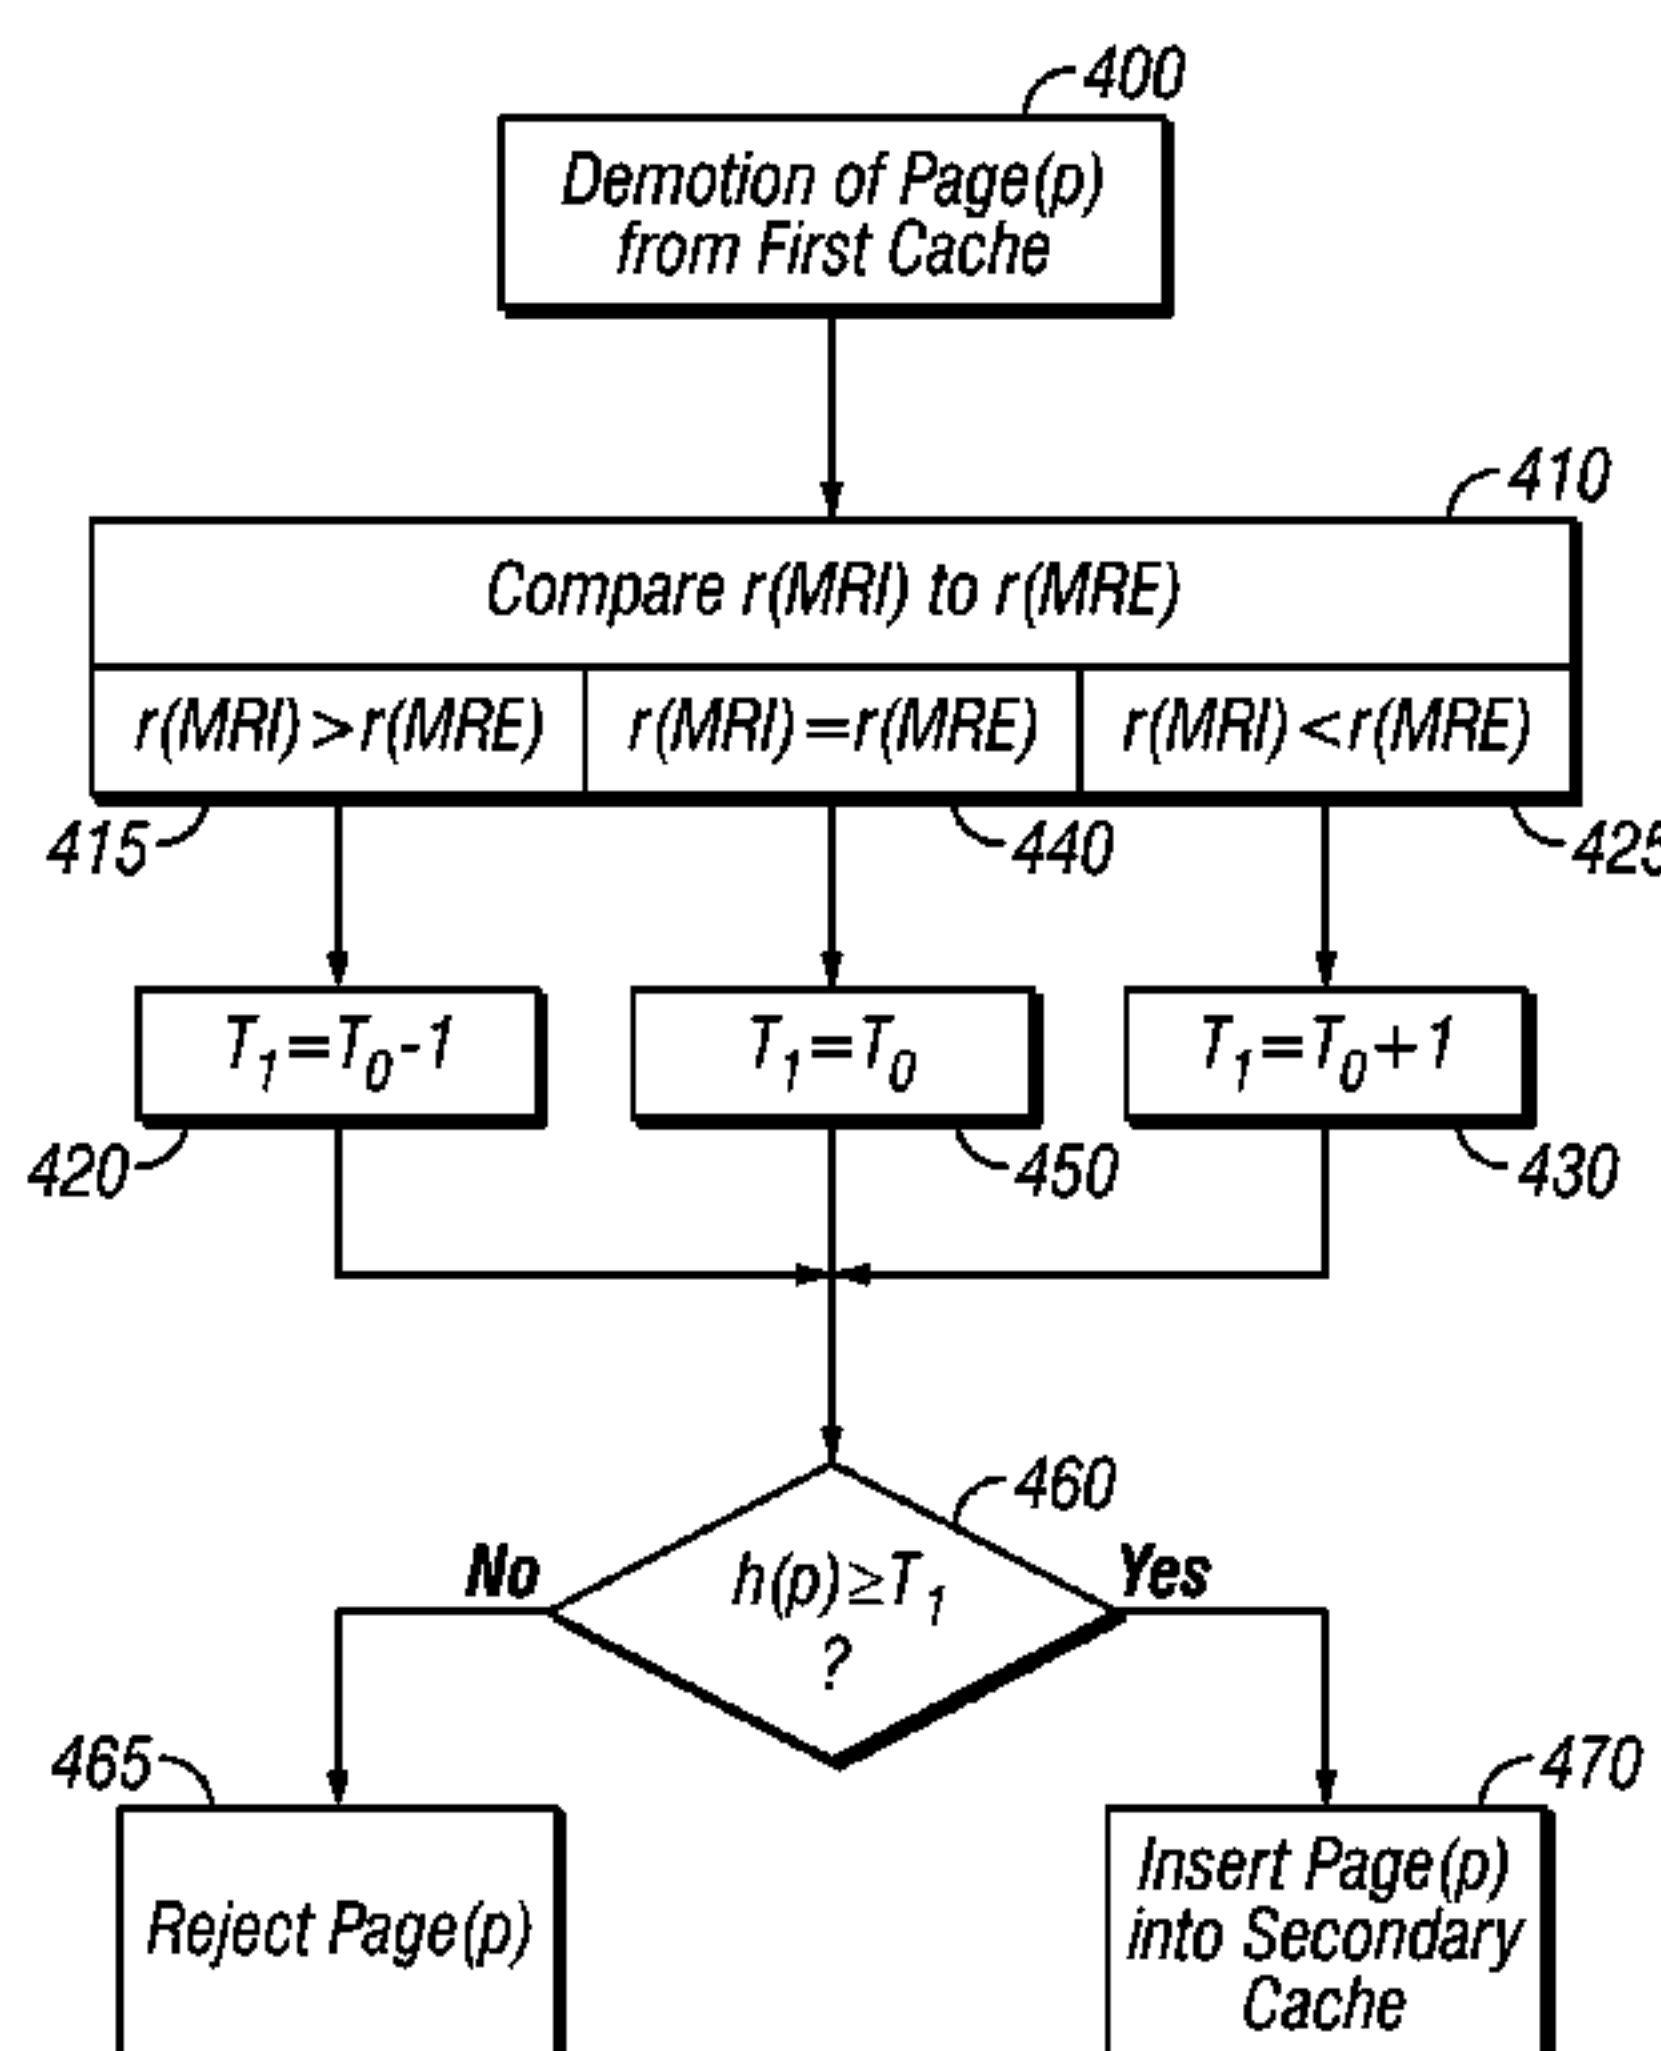 400
Demotion of Page(p)
from First Cache
410
Compare r(MRI) to r(MRE)
r(MRI)>r(MRE)
r(MRI)=r(MRE)
r(MRI)<r(MRE)
415
440
425
T₁=T₀-1
T₁=T₀
T₁=T₀+1
420
450
430
460
No
h(p)≥T₁
?
Yes
465
470
Reject Page(p)
Insert Page(p)
into Secondary
Cache